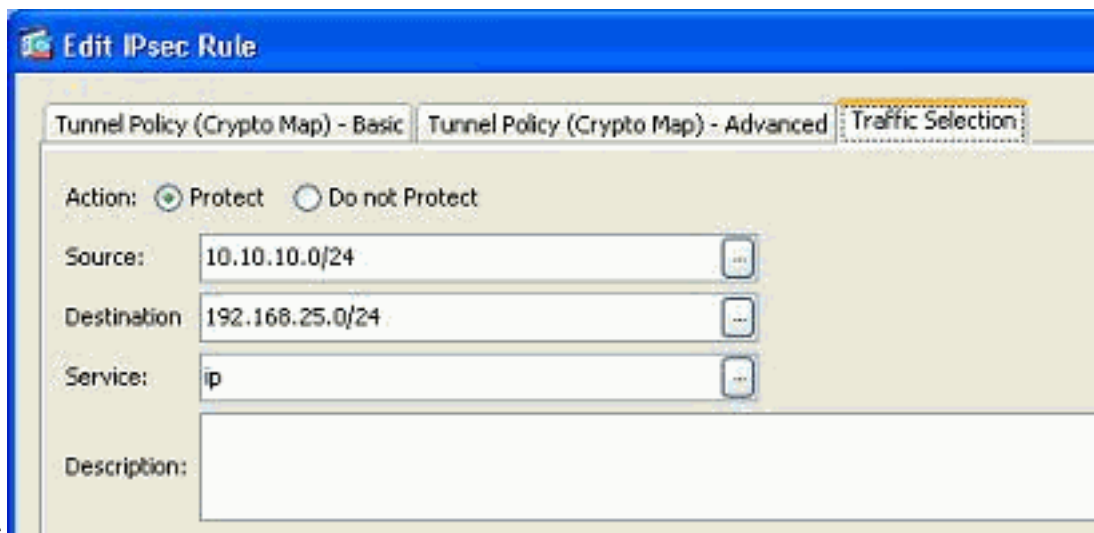 Edit IPsec Rule
Tunnel Policy (Crypto Map) - Basic Tunnel Policy (Crypto Map) - Advanced Traffic Selection
Action: Protect Do not Protect
Source: 10.10.10.0/24 ...
Destination 192.168.25.0/24 ...
Service: ip ...
Description: